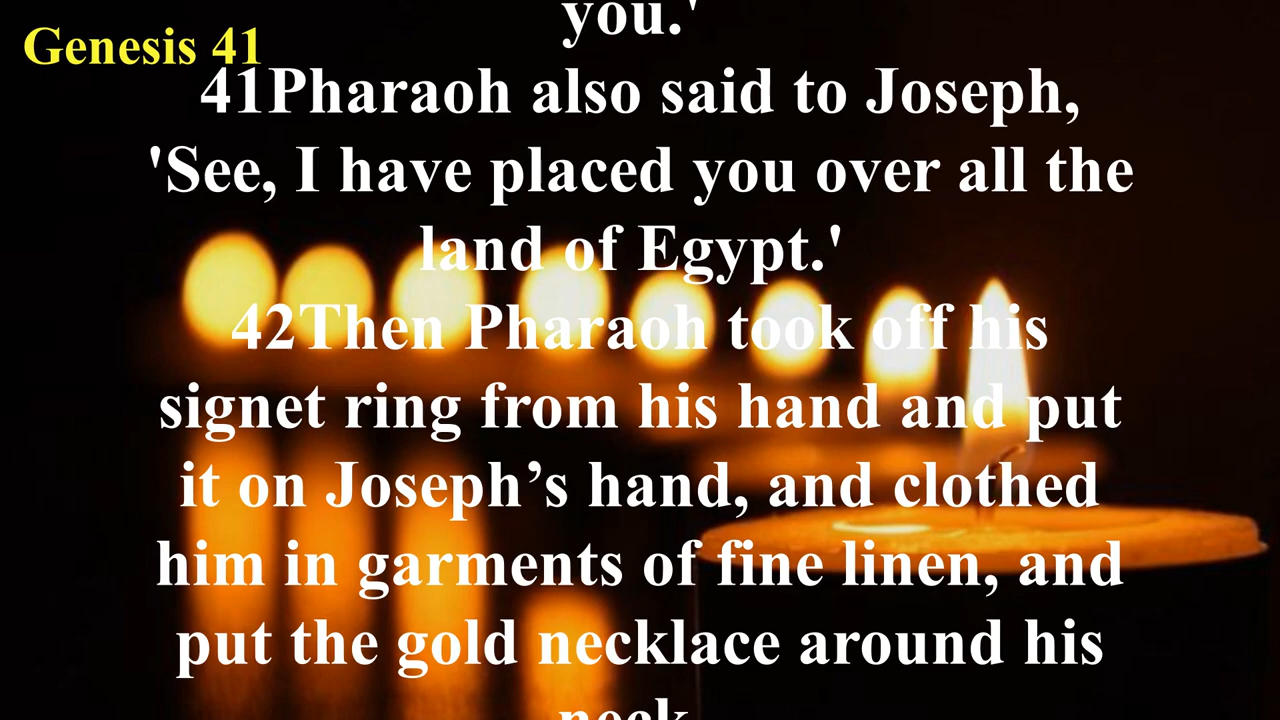 you.'
Genesis 41
41Pharaoh also said to Joseph,
'See, I have placed you over all the
land of Egypt.'
42Then Pharaoh took off his
signet ring from his hand and put
it on Joseph’s hand, and clothed
him in garments of fine linen, and
put the gold necklace around his
neck